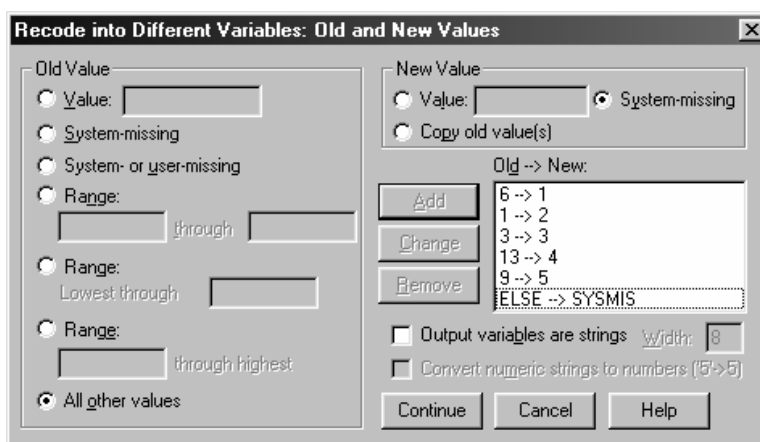 Recode into Different Variables: Old and New Values
Old Value
Value:
System-missing
System- or user-missing
Range:
through
Range:
Lowest through
Range:
through highest
All other values
New Value
Value:
System-missing
Copy old value(s)
Old --> New:
Add
Change
Remove
6 --> 1
1 --> 2
3 --> 3
13 --> 4
9 --> 5
ELSE --> SYSMIS
Output variables are strings
Width: 8
Convert numeric strings to numbers ('5'->5)
Continue
Cancel
Help